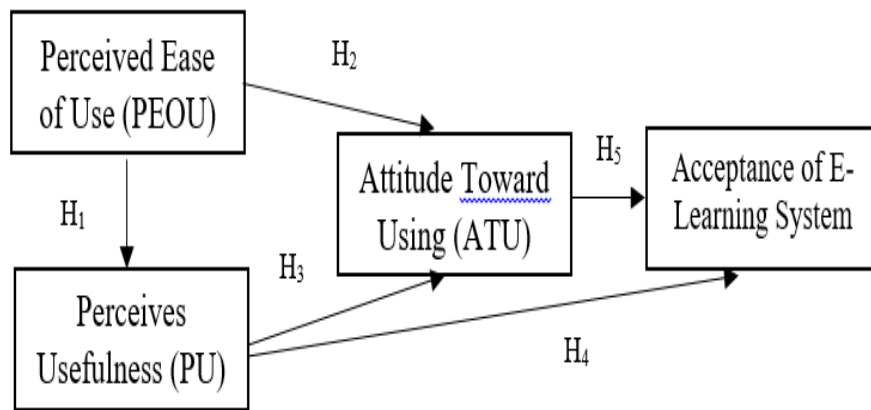 Perceived Ease
of Use (PEOU)
H₂
H₁
Attitude Toward
Using (ATU)
H₅
Acceptance of E-
Learning System
H₃
Perceives
Usefulness (PU)
H₄